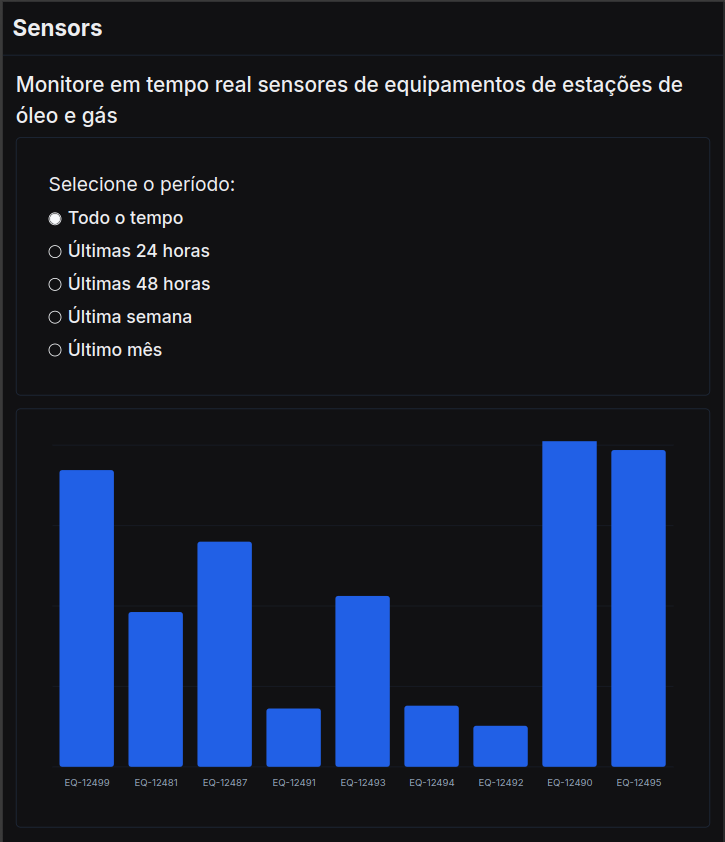 Sensors
Monitore em tempo real sensores de equipamentos de estações de
óleo e gás
Selecione o período:
Todo o tempo
Últimas 24 horas
Últimas 48 horas
Última semana
Último mês
EQ-12499 EQ-12481 EQ-12487 EQ-12491 EQ-12493 EQ-12494 EQ-12492 EQ-12490 EQ-12495